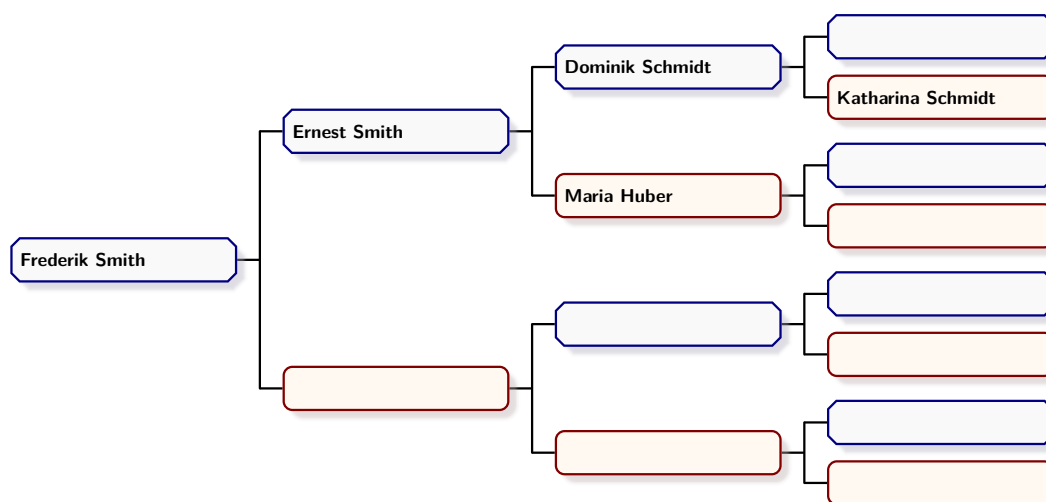 Dominik Schmidt
Katharina Schmidt
Ernest Smith
Maria Huber
Frederik Smith